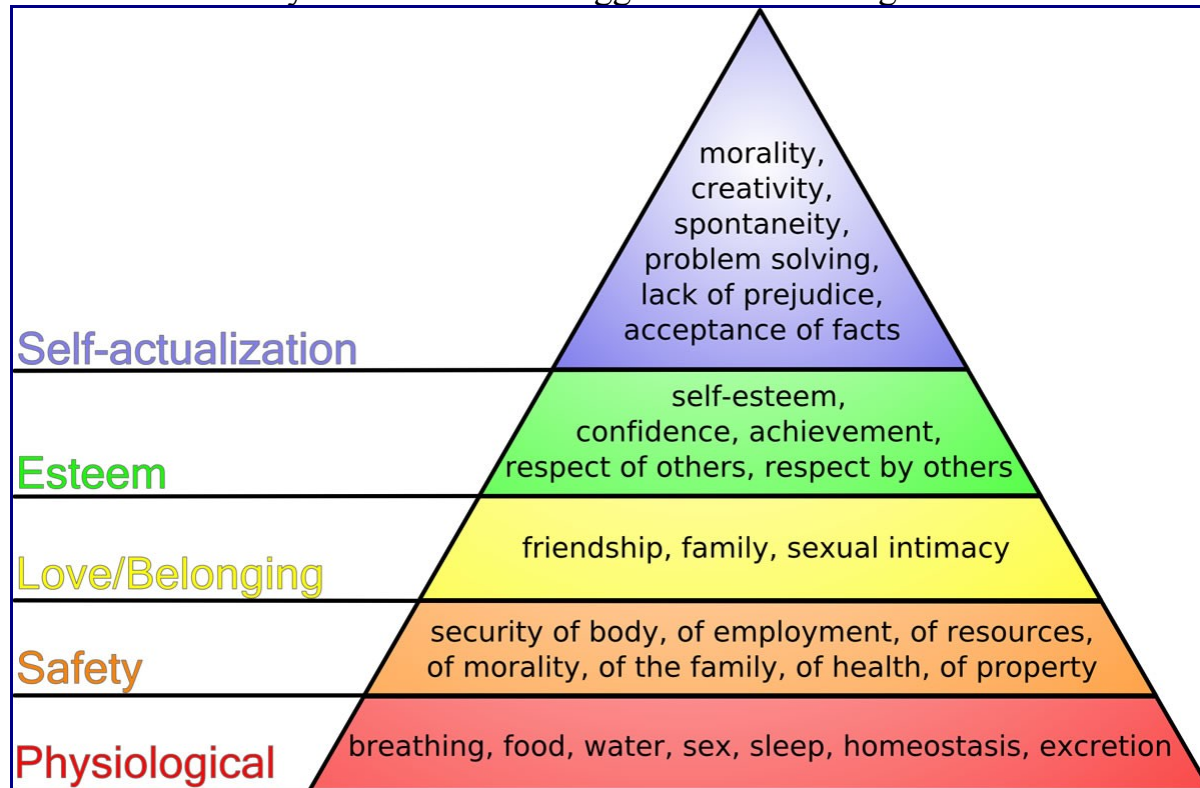 morality,
creativity,
spontaneity,
problem solving,
lack of prejudice,
acceptance of facts
Self-actualization
self-esteem,
confidence, achievement,
respect of others, respect by others
Esteem
friendship, family, sexual intimacy
Love/Belonging
security of body, of employment, of resources,
of morality, of the family, of health, of property
Safety
breathing, food, water, sex, sleep, homeostasis, excretion
Physiological